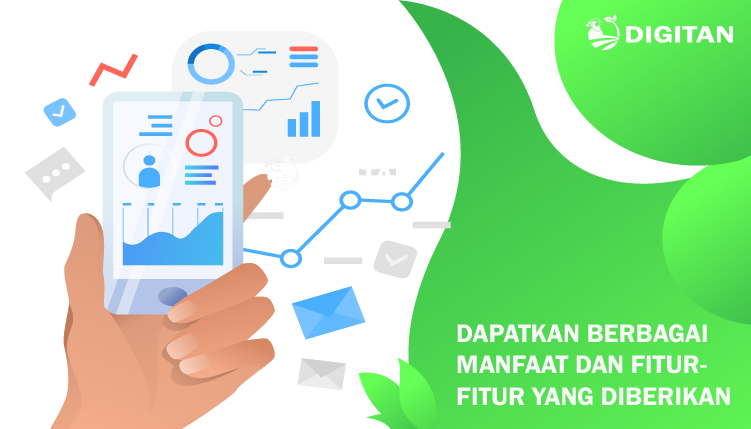 DIGITAN
DAPATKAN BERBAGAI
MANFAAT DAN FITUR-
FITUR YANG DIBERIKAN